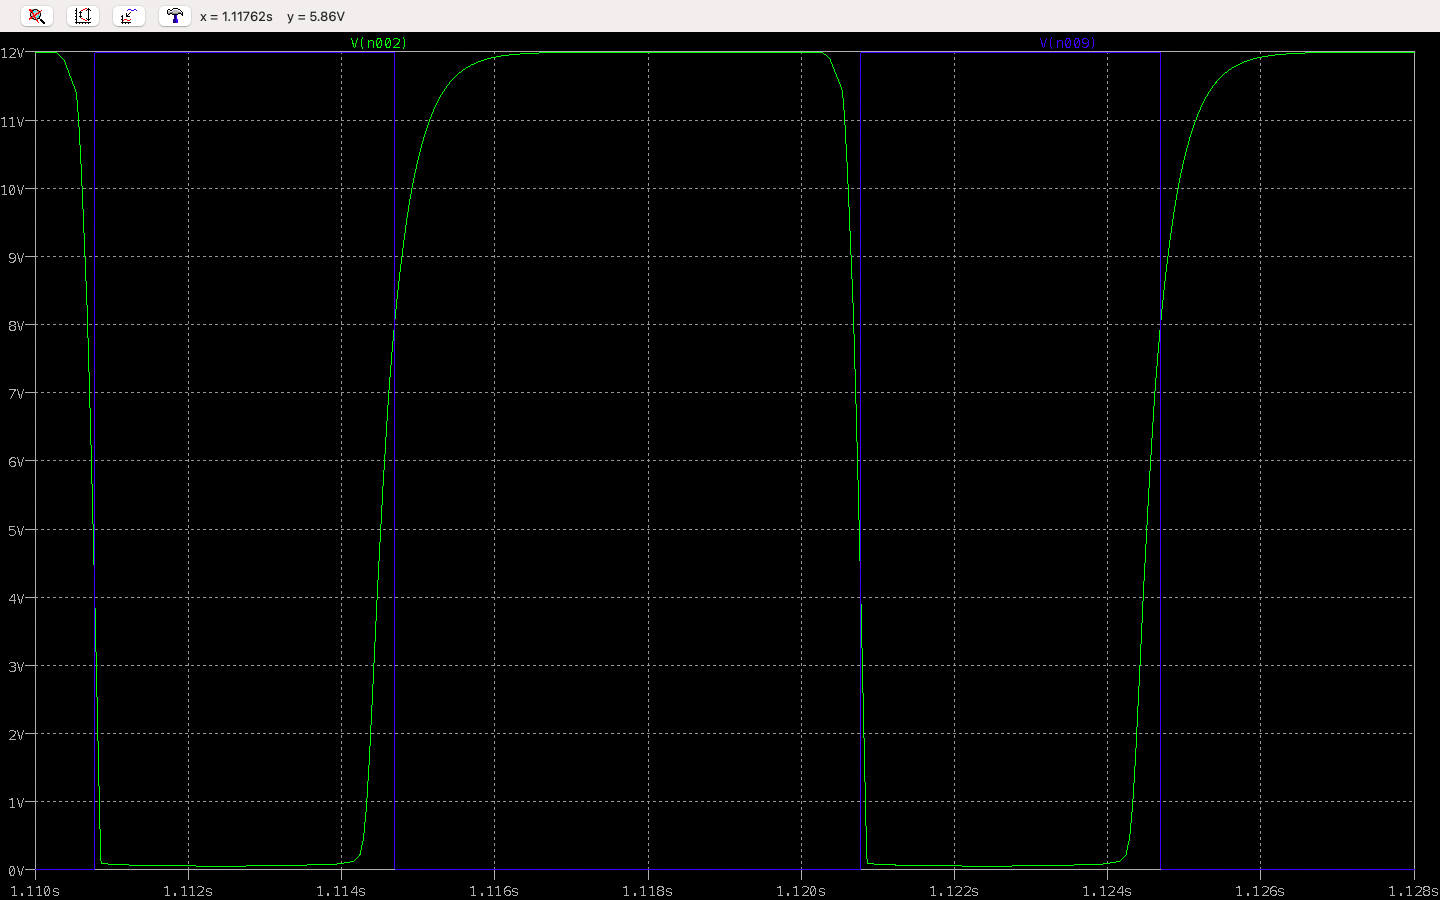 x = 1.11762s y = 5.86V
V(n002) V(n009)
12V
11V
10V
9V
8V
7V
6V
5V
4V
3V
2V
1V
0V
1.110s 1.112s 1.114s 1.116s 1.118s 1.120s 1.122s 1.124s 1.126s 1.128s